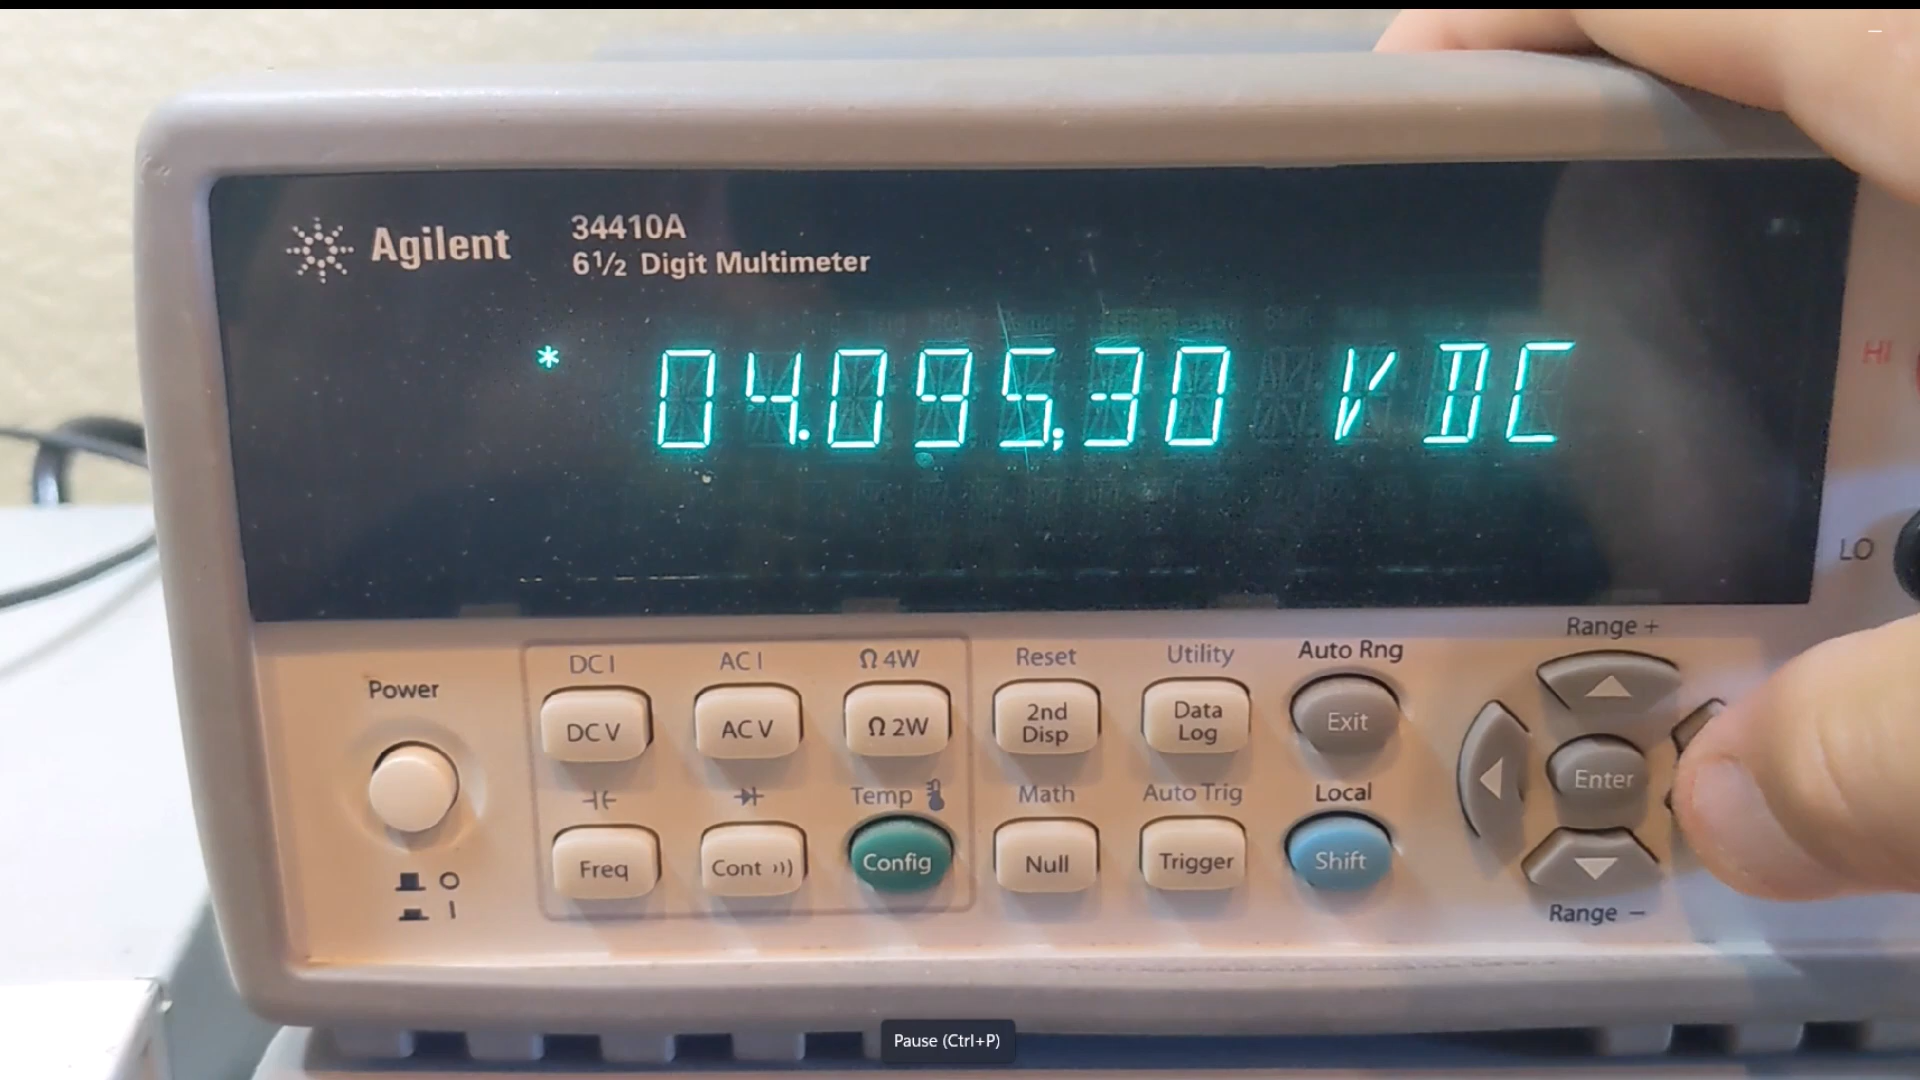 Agilent
34410A
6½ Digit Multimeter
* 04.095,30 V DC
HI
LO
Power
DC I
AC I
Ω 4W
Reset
Utility
Auto Rng
Range +
DC V
AC V
Ω 2W
2nd
Disp
Data
Log
Exit
Enter
Temp
Math
Auto Trig
Local
Freq
Cont
Config
Null
Trigger
Shift
Range −
O
I
Pause (Ctrl+P)